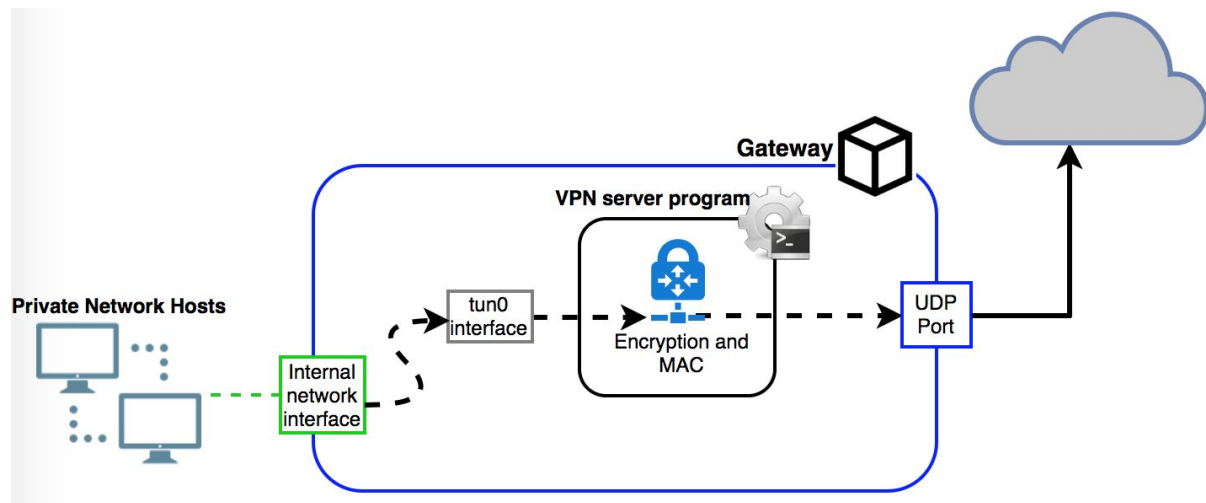 Gateway
VPN server program
>_
Private Network Hosts
tun0
interface
Internal
network
interface
Encryption and
MAC
UDP
Port